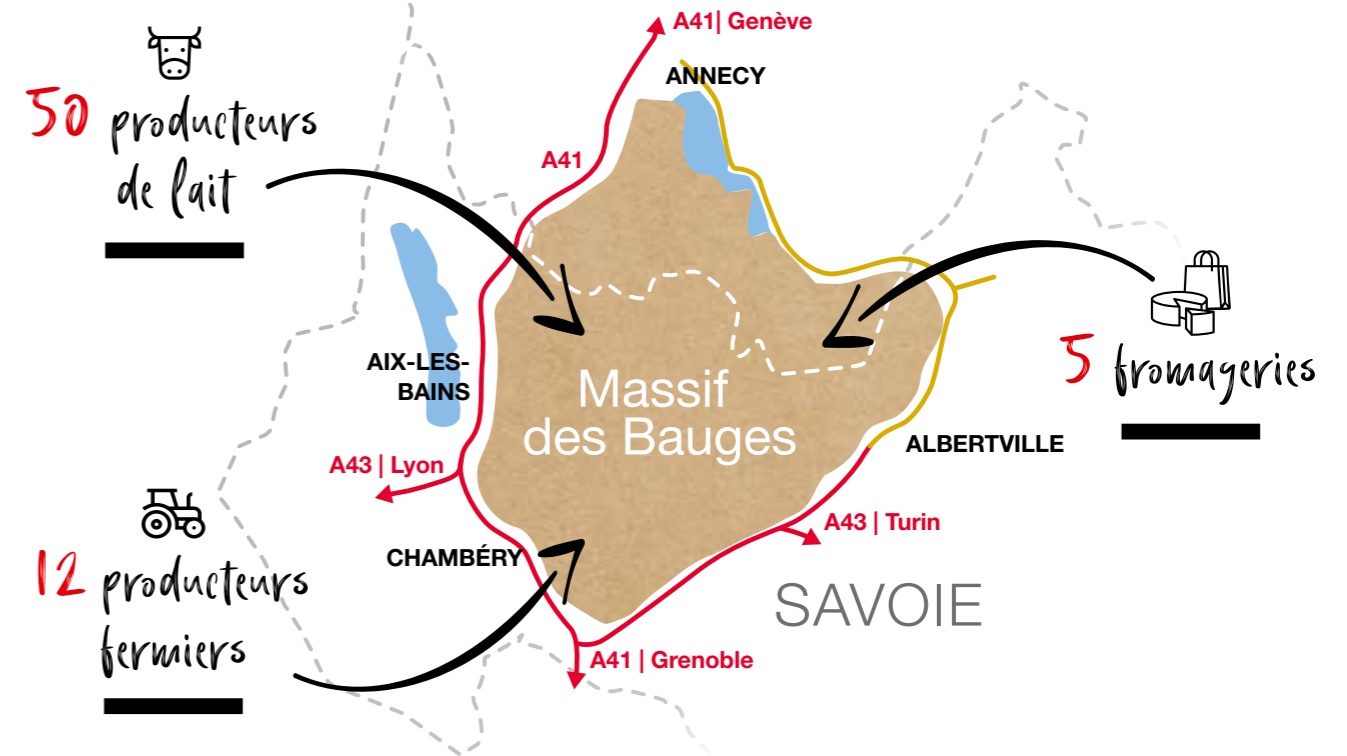 A41| Genève
ANNECY
50 producteurs
de lait
A41
AIX-LES-
BAINS
Massif
des Bauges
5 fromageries
ALBERTVILLE
A43 | Lyon
A43 | Turin
CHAMBÉRY
12 producteurs
fermiers
SAVOIE
A41 | Grenoble